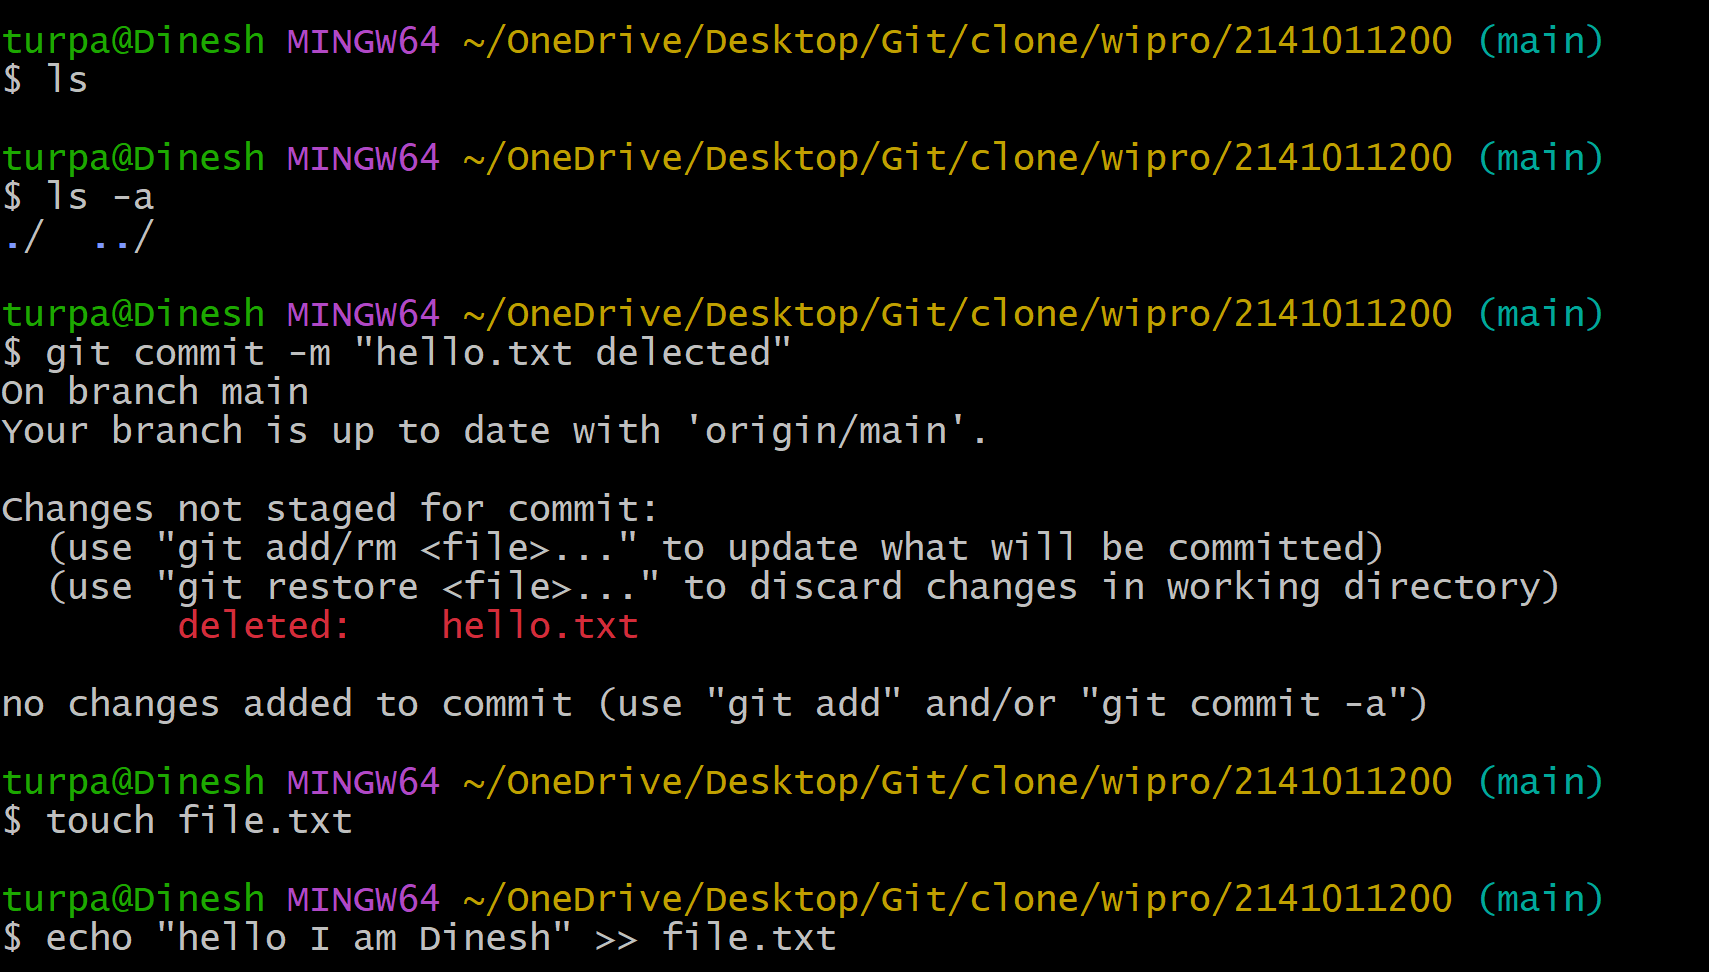 turpa@Dinesh MINGW64 ~/OneDrive/Desktop/Git/clone/wipro/2141011200 (main)
$ ls
turpa@Dinesh MINGW64 ~/OneDrive/Desktop/Git/clone/wipro/2141011200 (main)
$ ls -a
./  ../
turpa@Dinesh MINGW64 ~/OneDrive/Desktop/Git/clone/wipro/2141011200 (main)
$ git commit -m "hello.txt delected"
On branch main
Your branch is up to date with 'origin/main'.
Changes not staged for commit:
  (use "git add/rm <file>..." to update what will be committed)
  (use "git restore <file>..." to discard changes in working directory)
        deleted:    hello.txt
no changes added to commit (use "git add" and/or "git commit -a")
turpa@Dinesh MINGW64 ~/OneDrive/Desktop/Git/clone/wipro/2141011200 (main)
$ touch file.txt
turpa@Dinesh MINGW64 ~/OneDrive/Desktop/Git/clone/wipro/2141011200 (main)
$ echo "hello I am Dinesh" >> file.txt